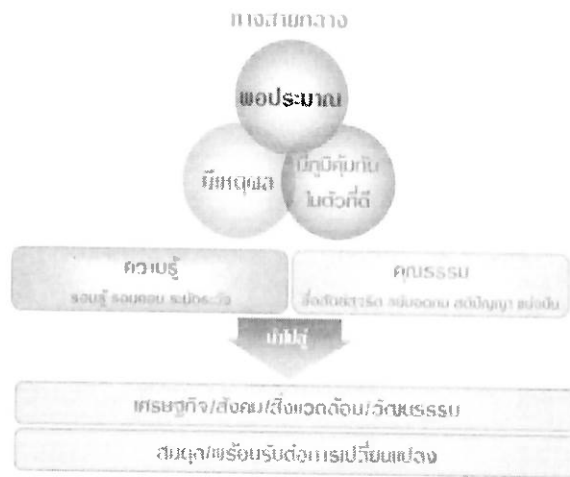 ทางสายกลาง
พอประมาณ
มีเหตุผล
มีภูมิคุ้มกัน
ในตัวที่ดี
ความรู้
คุณธรรม
รอบรู้ รอบคอบ ระมัดระวัง
ซื่อสัตย์สุจริต อดทน สติปัญญา แบ่งปัน
นำไปสู่
เศรษฐกิจ/สังคม/สิ่งแวดล้อม/วัฒนธรรม
สมดุล/พร้อมรับต่อการเปลี่ยนแปลง